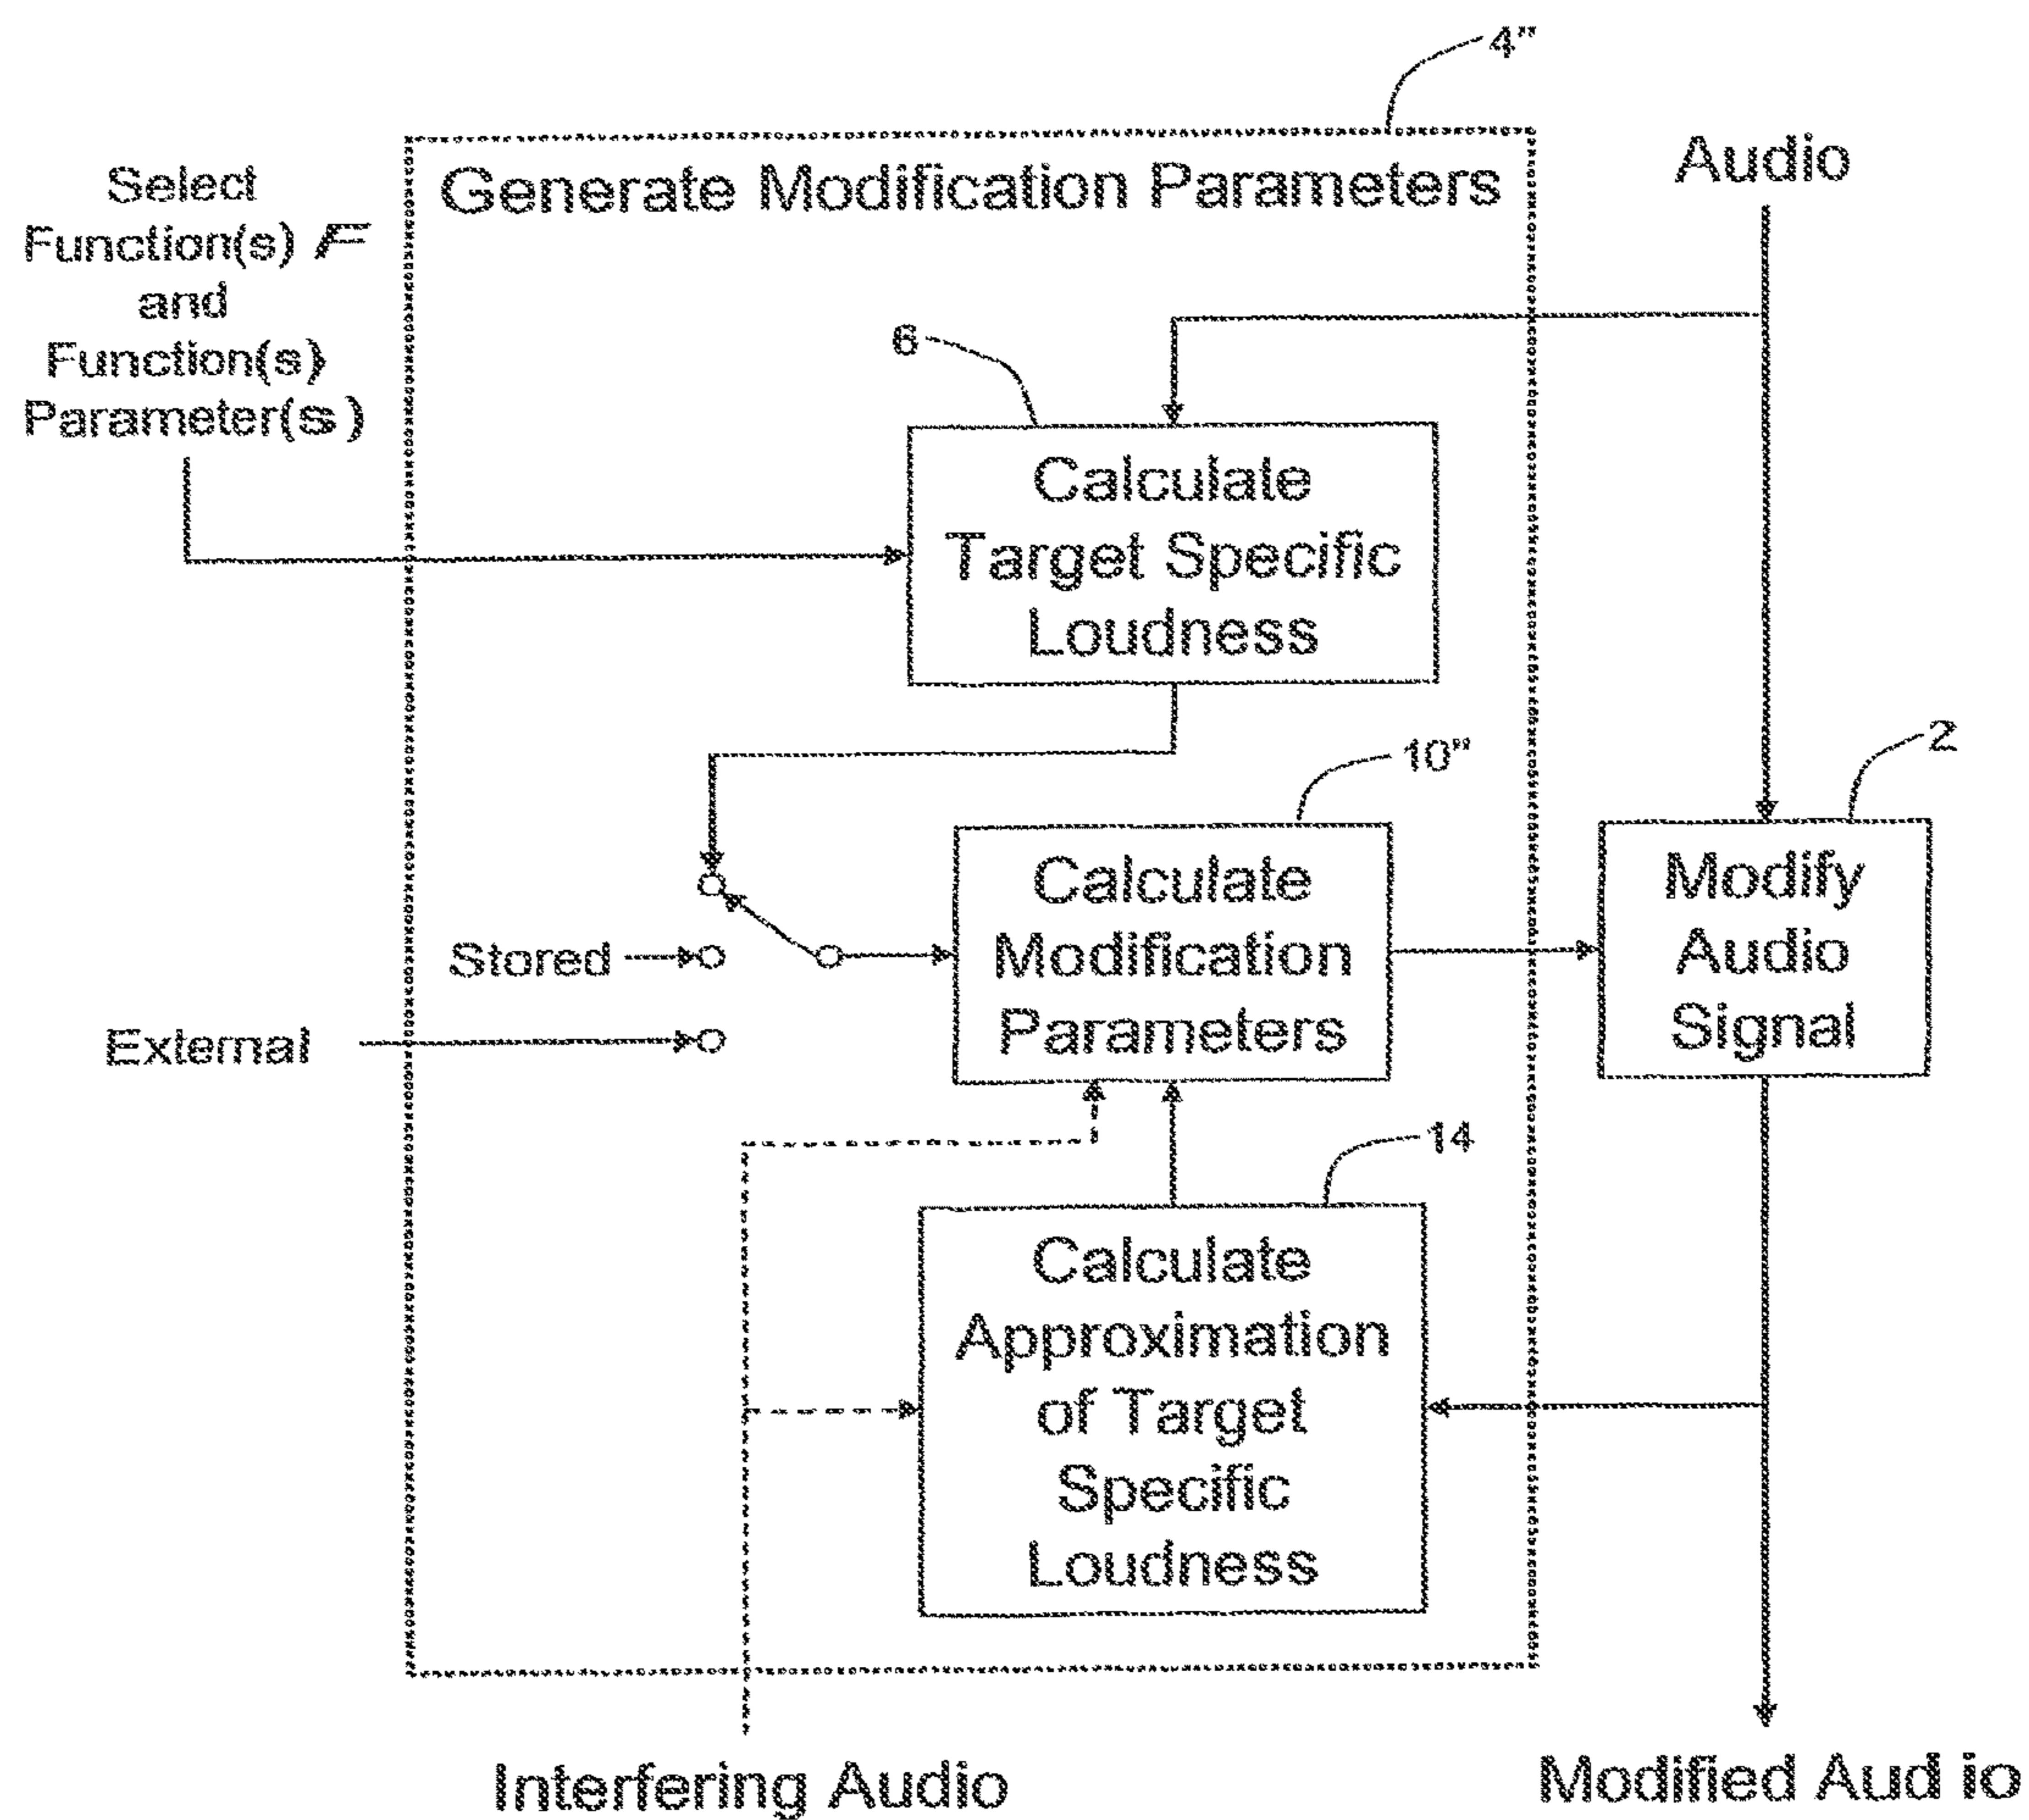 4"
Select
Function(s) F
and
Function(s)
Parameter(s)
Generate Modification Parameters
Audio
6
Calculate
Target Specific
Loudness
10"
2
Calculate
Modification
Parameters
Modify
Audio
Signal
Stored
External
14
Calculate
Approximation
of Target
Specific
Loudness
Interfering Audio
Modified Aud io